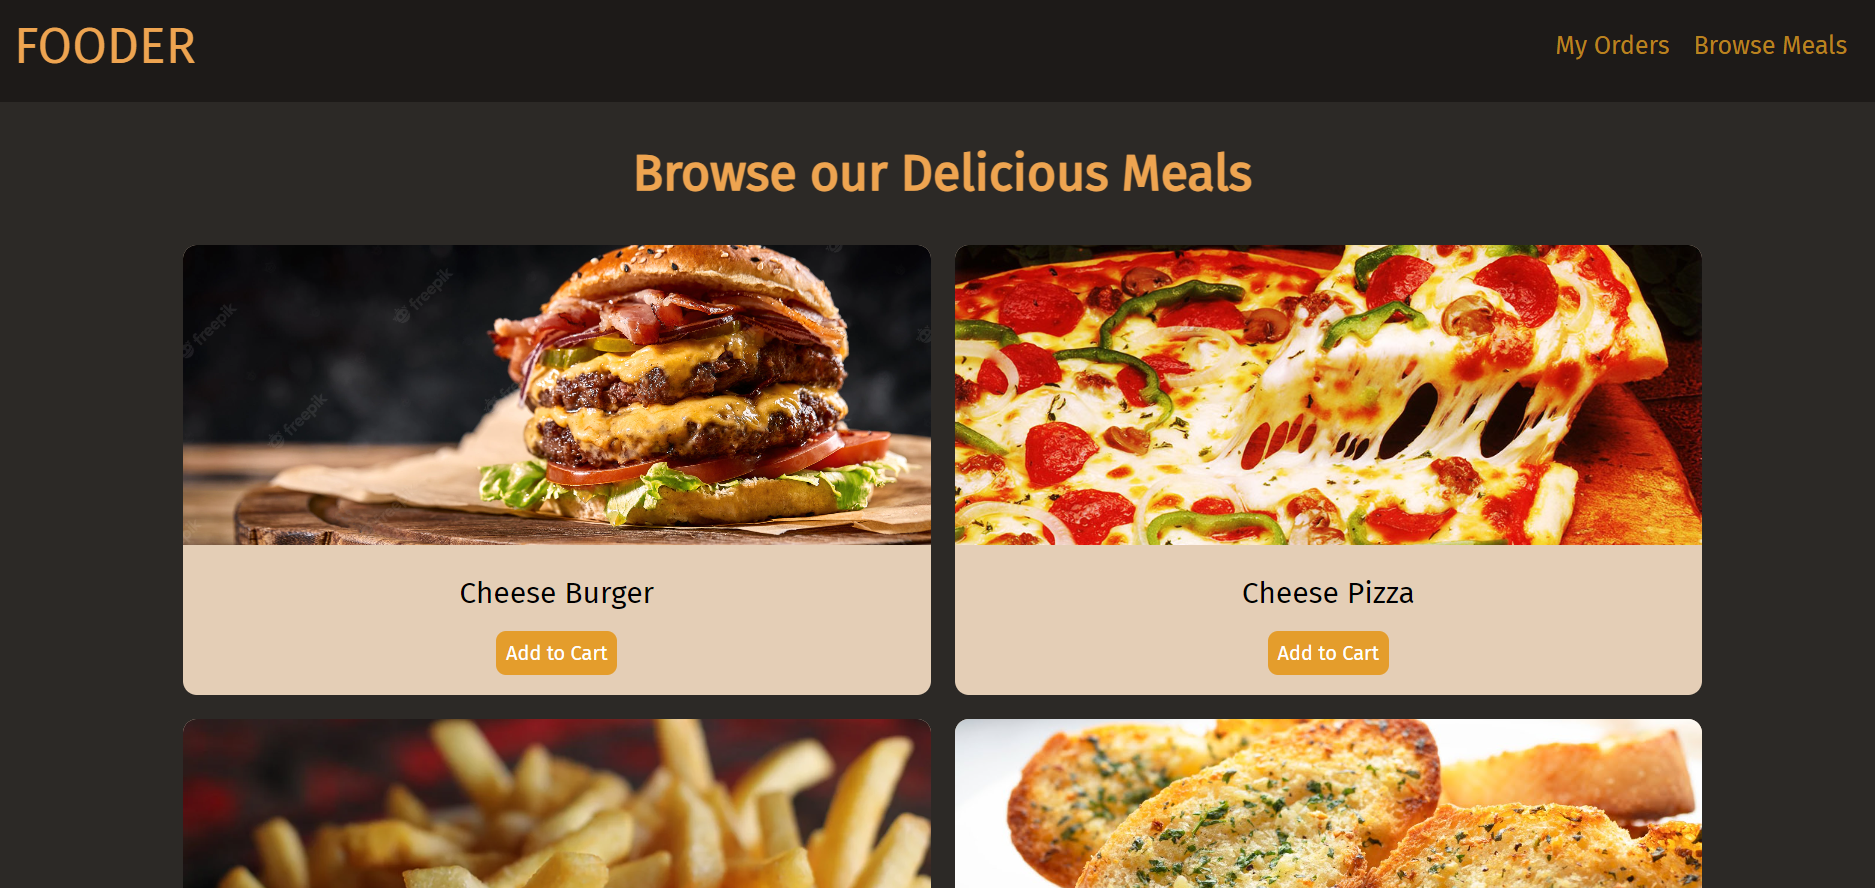 FOODER
My Orders Browse Meals
Browse our Delicious Meals
freepik
freepik
freepik
Cheese Burger
Add to Cart
Cheese Pizza
Add to Cart